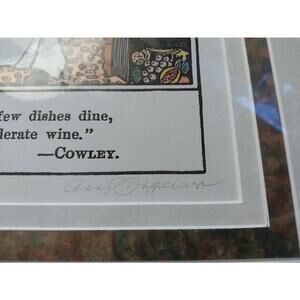 few dishes dine,
derate wine."
—COWLEY.